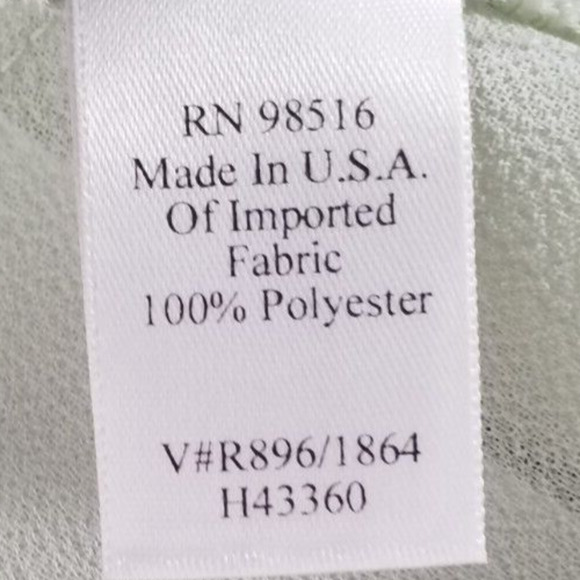 RN 98516
Made In U.S.A.
Of Imported
Fabric
100% Polyester
V#R896/1864
H43360